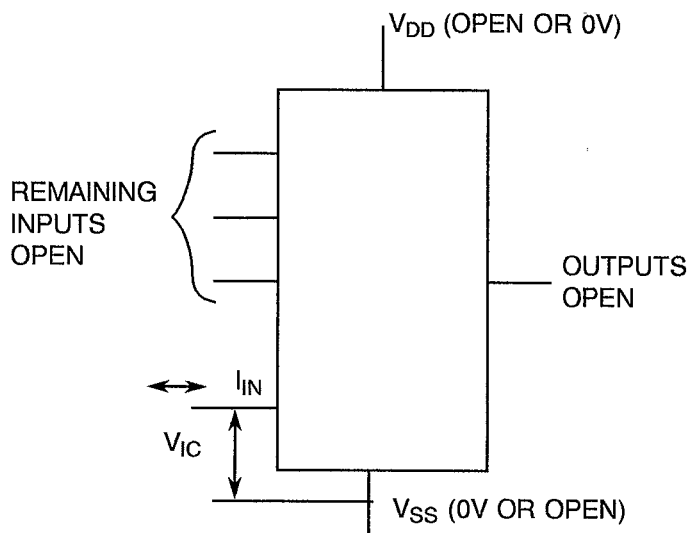 VDD (OPEN OR 0V)
REMAINING
INPUTS
OPEN
OUTPUTS
OPEN
IIN
VIC
VSS (0V OR OPEN)